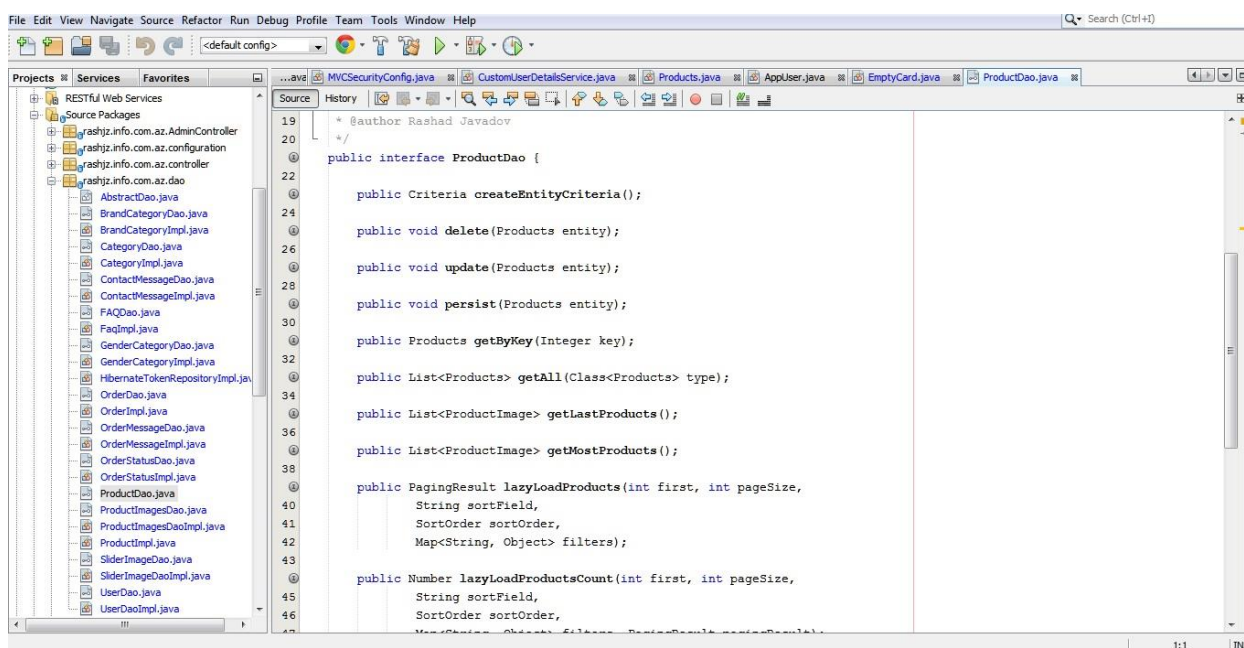 File Edit View Navigate Source Refactor Run Debug Profile Team Tools Window Help
Search (Ctrl+I)
<default config>
Projects Services Favorites
...ava MVCSecurityConfig.java CustomUserDetailsService.java Products.java AppUser.java EmptyCard.java ProductDao.java
Source History
RESTful Web Services
Source Packages
rashjz.info.com.az.AdminController
rashjz.info.com.az.configuration
rashjz.info.com.az.controller
rashjz.info.com.az.dao
AbstractDao.java
BrandCategoryDao.java
BrandCategoryImpl.java
CategoryDao.java
CategoryImpl.java
ContactMessageDao.java
ContactMessageImpl.java
FAQDao.java
FaqImpl.java
GenderCategoryDao.java
GenderCategoryImpl.java
HibernateTokenRepositoryImpl.jav
OrderDao.java
OrderImpl.java
OrderMessageDao.java
OrderMessageImpl.java
OrderStatusDao.java
OrderStatusImpl.java
ProductDao.java
ProductImagesDao.java
ProductImagesDaoImpl.java
ProductImpl.java
SliderImageDao.java
SliderImageDaoImpl.java
UserDao.java
UserDaoImpl.java
19 * @author Rashad Javadov
20 */
public interface ProductDao {
22
public Criteria createEntityCriteria();
24
public void delete(Products entity);
26
public void update(Products entity);
28
public void persist(Products entity);
30
public Products getByKey(Integer key);
32
public List<Products> getAll(Class<Products> type);
34
public List<ProductImage> getLastProducts();
36
public List<ProductImage> getMostProducts();
38
public PagingResult lazyLoadProducts(int first, int pageSize,
40 String sortField,
41 SortOrder sortOrder,
42 Map<String, Object> filters);
43
public Number lazyLoadProductsCount(int first, int pageSize,
45 String sortField,
46 SortOrder sortOrder,
47 Map<String, Object> filters, PagingResult pagingResult);
1:1 IN